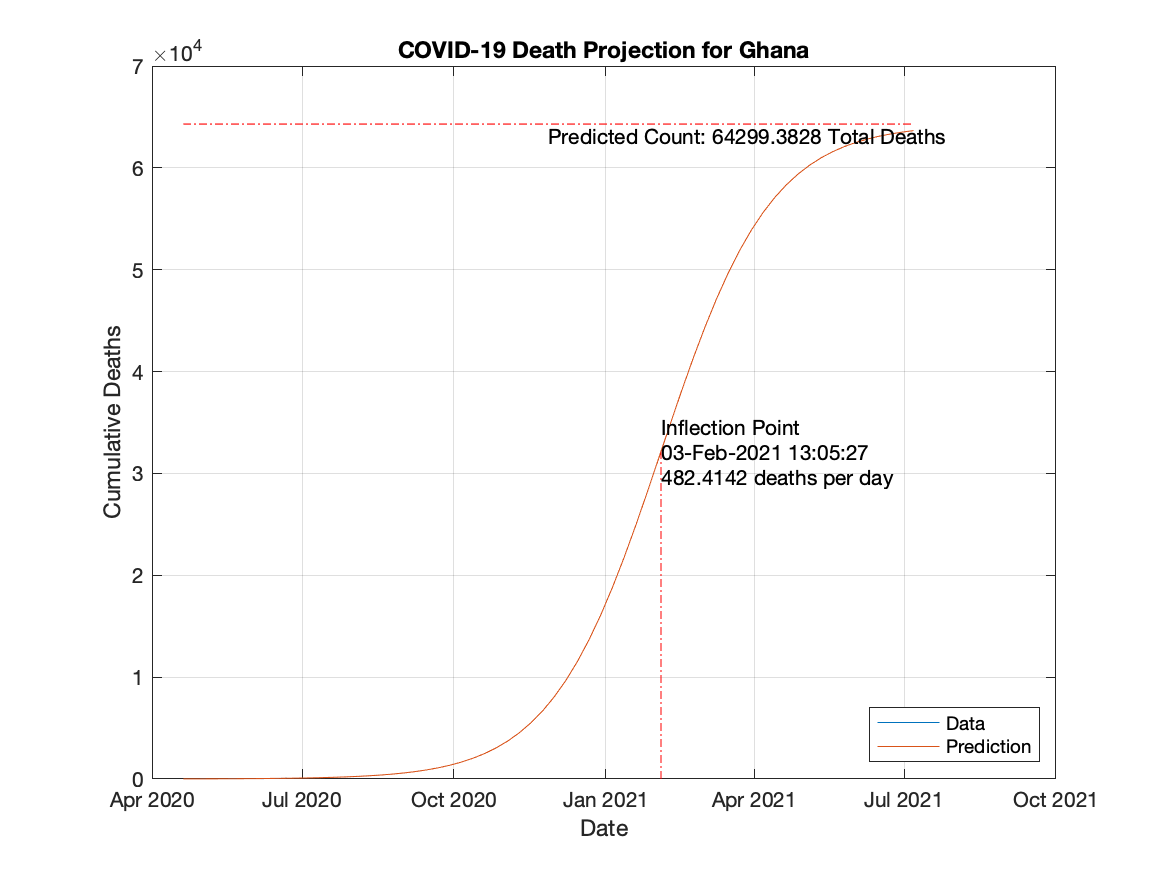 COVID-19 Death Projection for Ghana
×10⁴
7
6
5
4
3
2
1
0
Cumulative Deaths
Predicted Count: 64299.3828 Total Deaths
Inflection Point
03-Feb-2021 13:05:27
482.4142 deaths per day
Data
Prediction
Apr 2020 Jul 2020 Oct 2020 Jan 2021 Apr 2021 Jul 2021 Oct 2021
Date